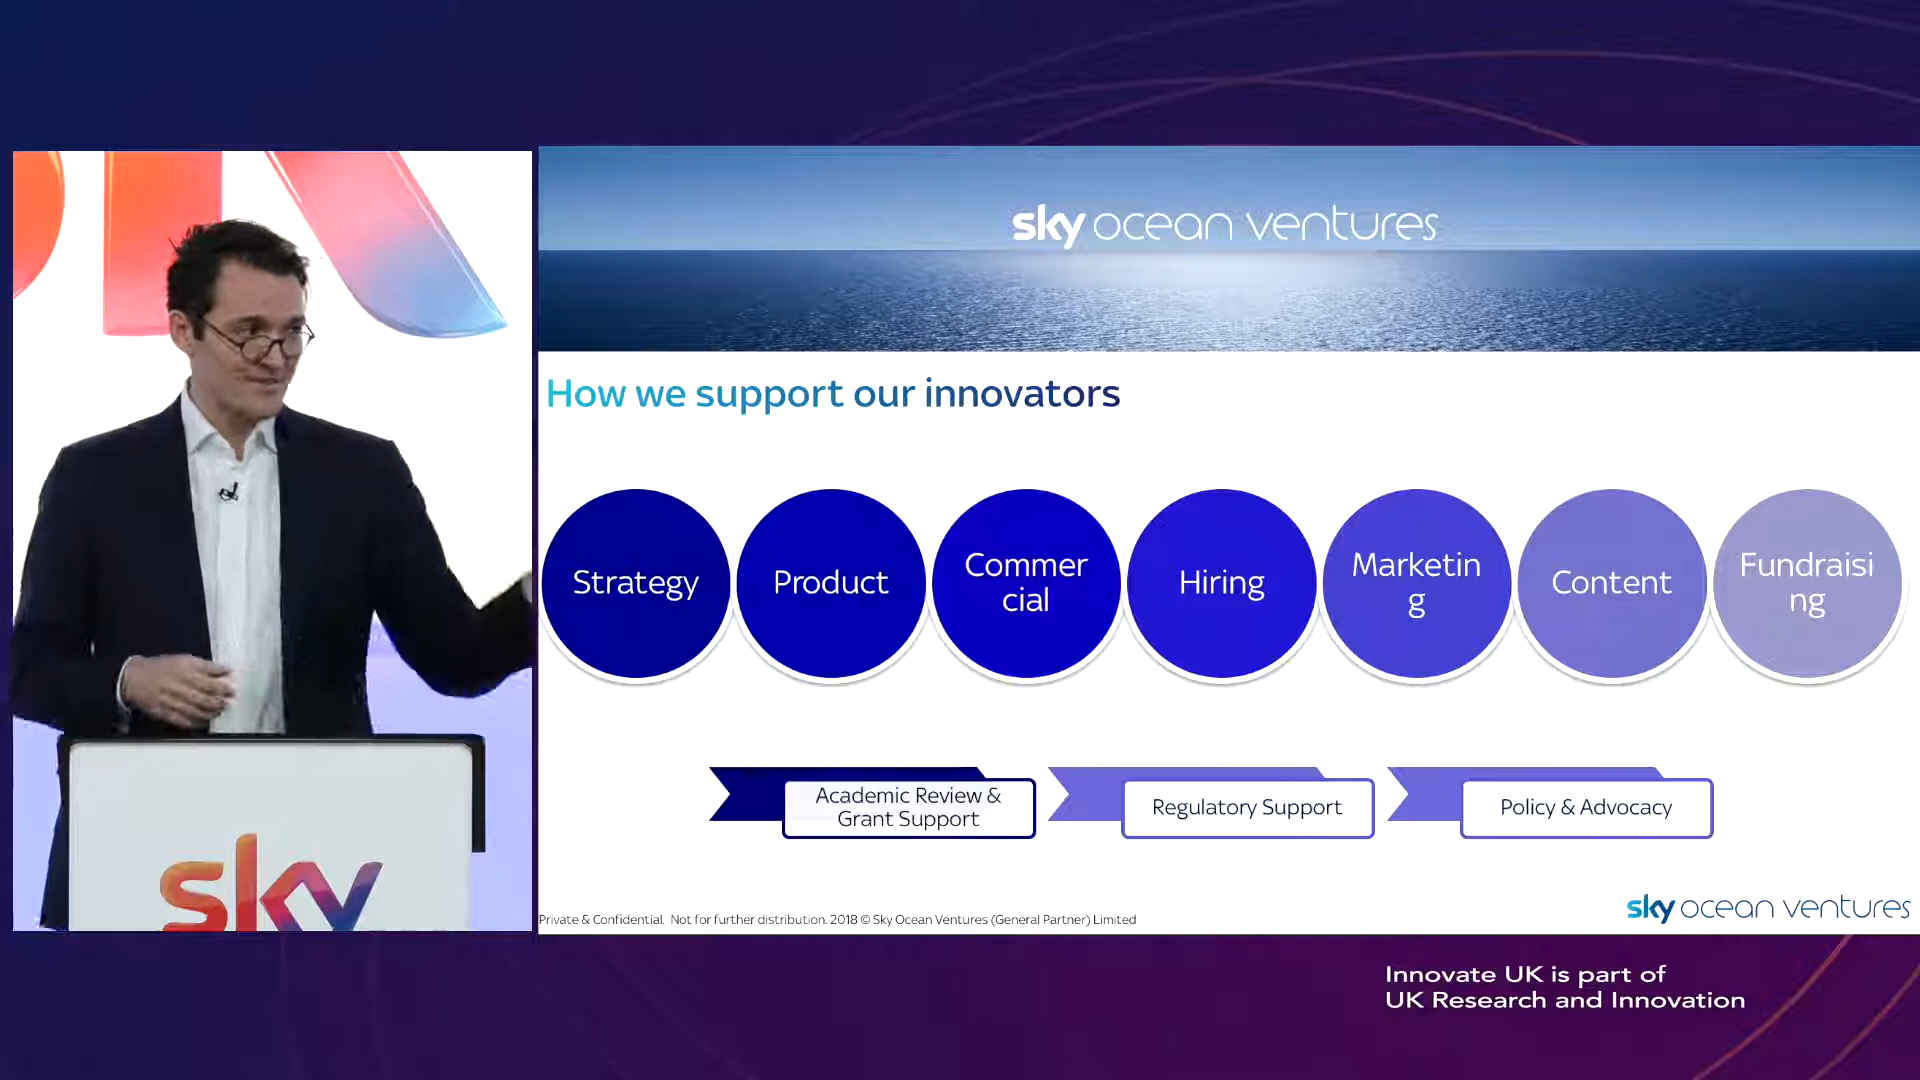 sky ocean ventures
How we support our innovators
Strategy
Product
Commer
cial
Hiring
Marketin
g
Content
Fundraisi
ng
Academic Review &
Grant Support
Regulatory Support
Policy & Advocacy
Private & Confidential. Not for further distribution. 2018 © Sky Ocean Ventures (General Partner) Limited
sky ocean ventures
sky
Innovate UK is part of
UK Research and Innovation